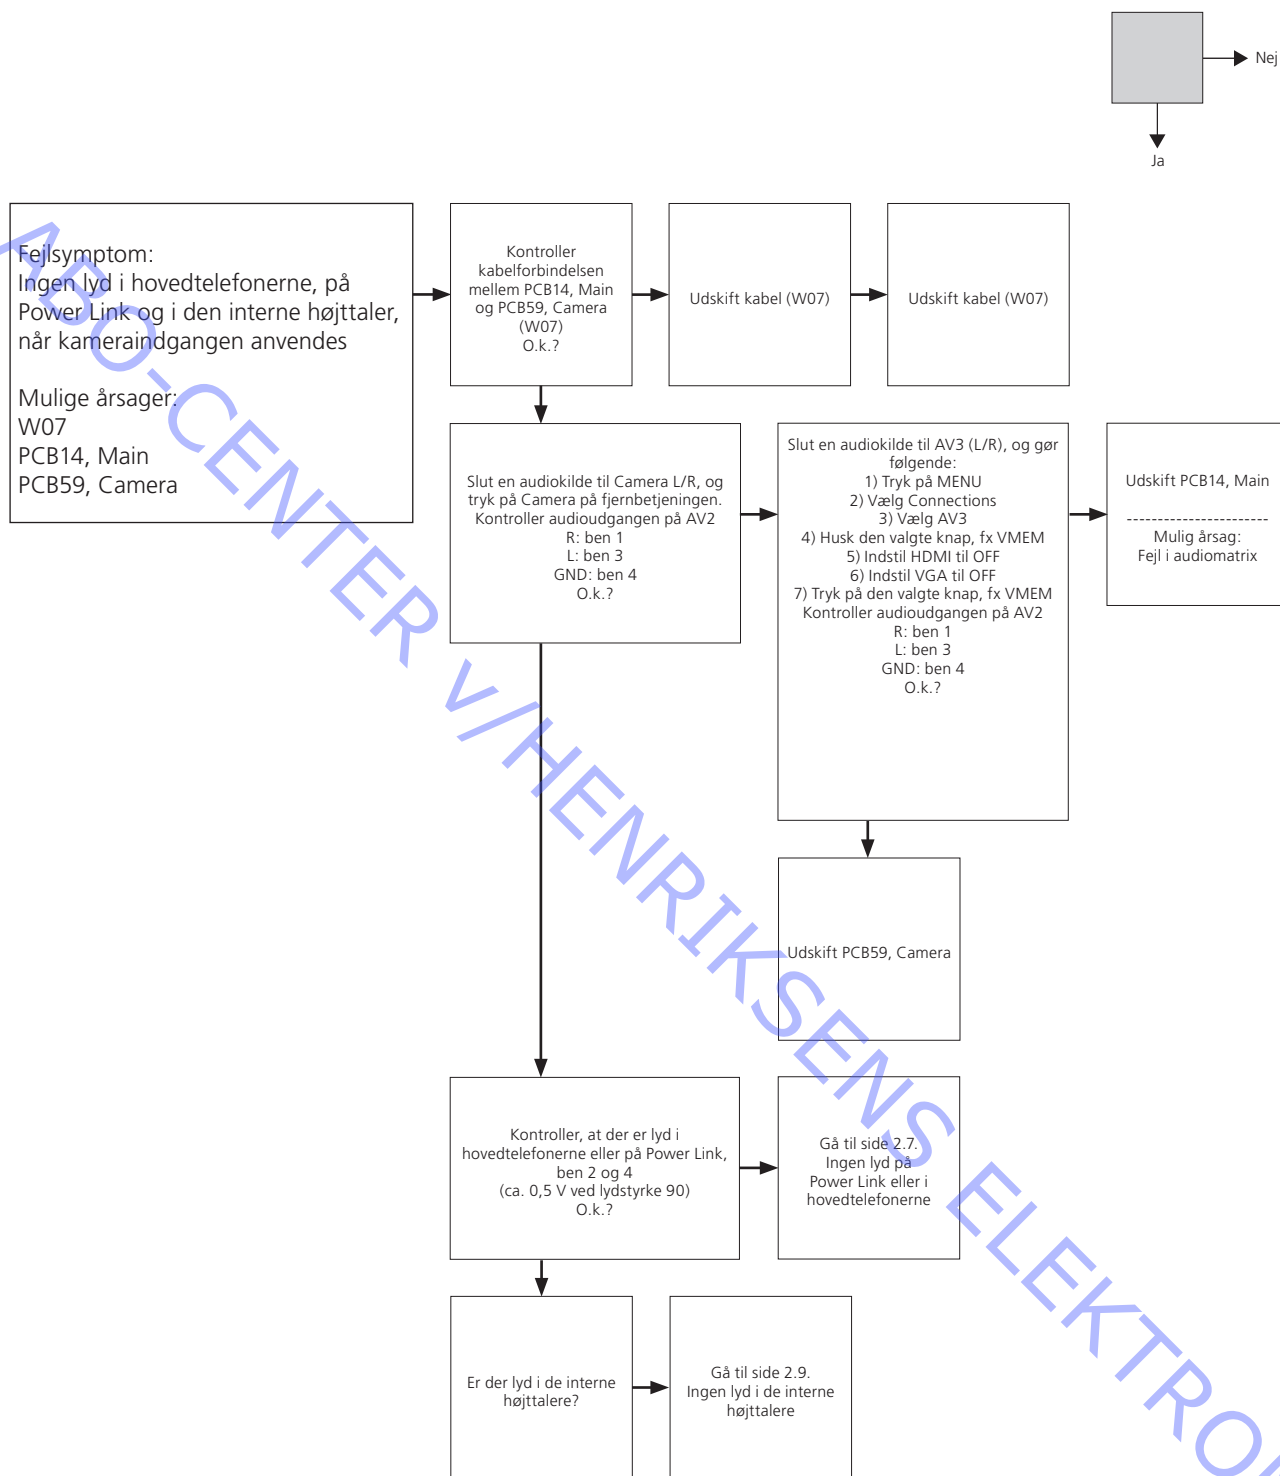 Nej
Ja
Fejlsymptom:
Ingen lyd i hovedtelefonerne, på
Power Link og i den interne højttaler,
når kameraindgangen anvendes
Mulige årsager:
W07
PCB14, Main
PCB59, Camera
Kontroller
kabelforbindelsen
mellem PCB14, Main
og PCB59, Camera
(W07)
O.k.?
Udskift kabel (W07)
Udskift kabel (W07)
Slut en audiokilde til Camera L/R, og
tryk på Camera på fjernbetjeningen.
Kontroller audioudgangen på AV2
R: ben 1
L: ben 3
GND: ben 4
O.k.?
Slut en audiokilde til AV3 (L/R), og gør
følgende:
1) Tryk på MENU
2) Vælg Connections
3) Vælg AV3
4) Husk den valgte knap, fx VMEM
5) Indstil HDMI til OFF
6) Indstil VGA til OFF
7) Tryk på den valgte knap, fx VMEM
Kontroller audioudgangen på AV2
R: ben 1
L: ben 3
GND: ben 4
O.k.?
Udskift PCB14, Main
-----------------------
Mulig årsag:
Fejl i audiomatrix
Udskift PCB59, Camera
Kontroller, at der er lyd i
hovedtelefonerne eller på Power Link,
ben 2 og 4
(ca. 0,5 V ved lydstyrke 90)
O.k.?
Gå til side 2.7.
Ingen lyd på
Power Link eller i
hovedtelefonerne
Er der lyd i de interne
højttalere?
Gå til side 2.9.
Ingen lyd i de interne
højttalere
ABO-CENTER v/HENRIKSENS ELEKTRO